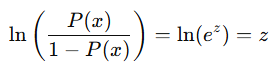 ln(P(x)/(1 − P(x))) = ln(e^z) = z